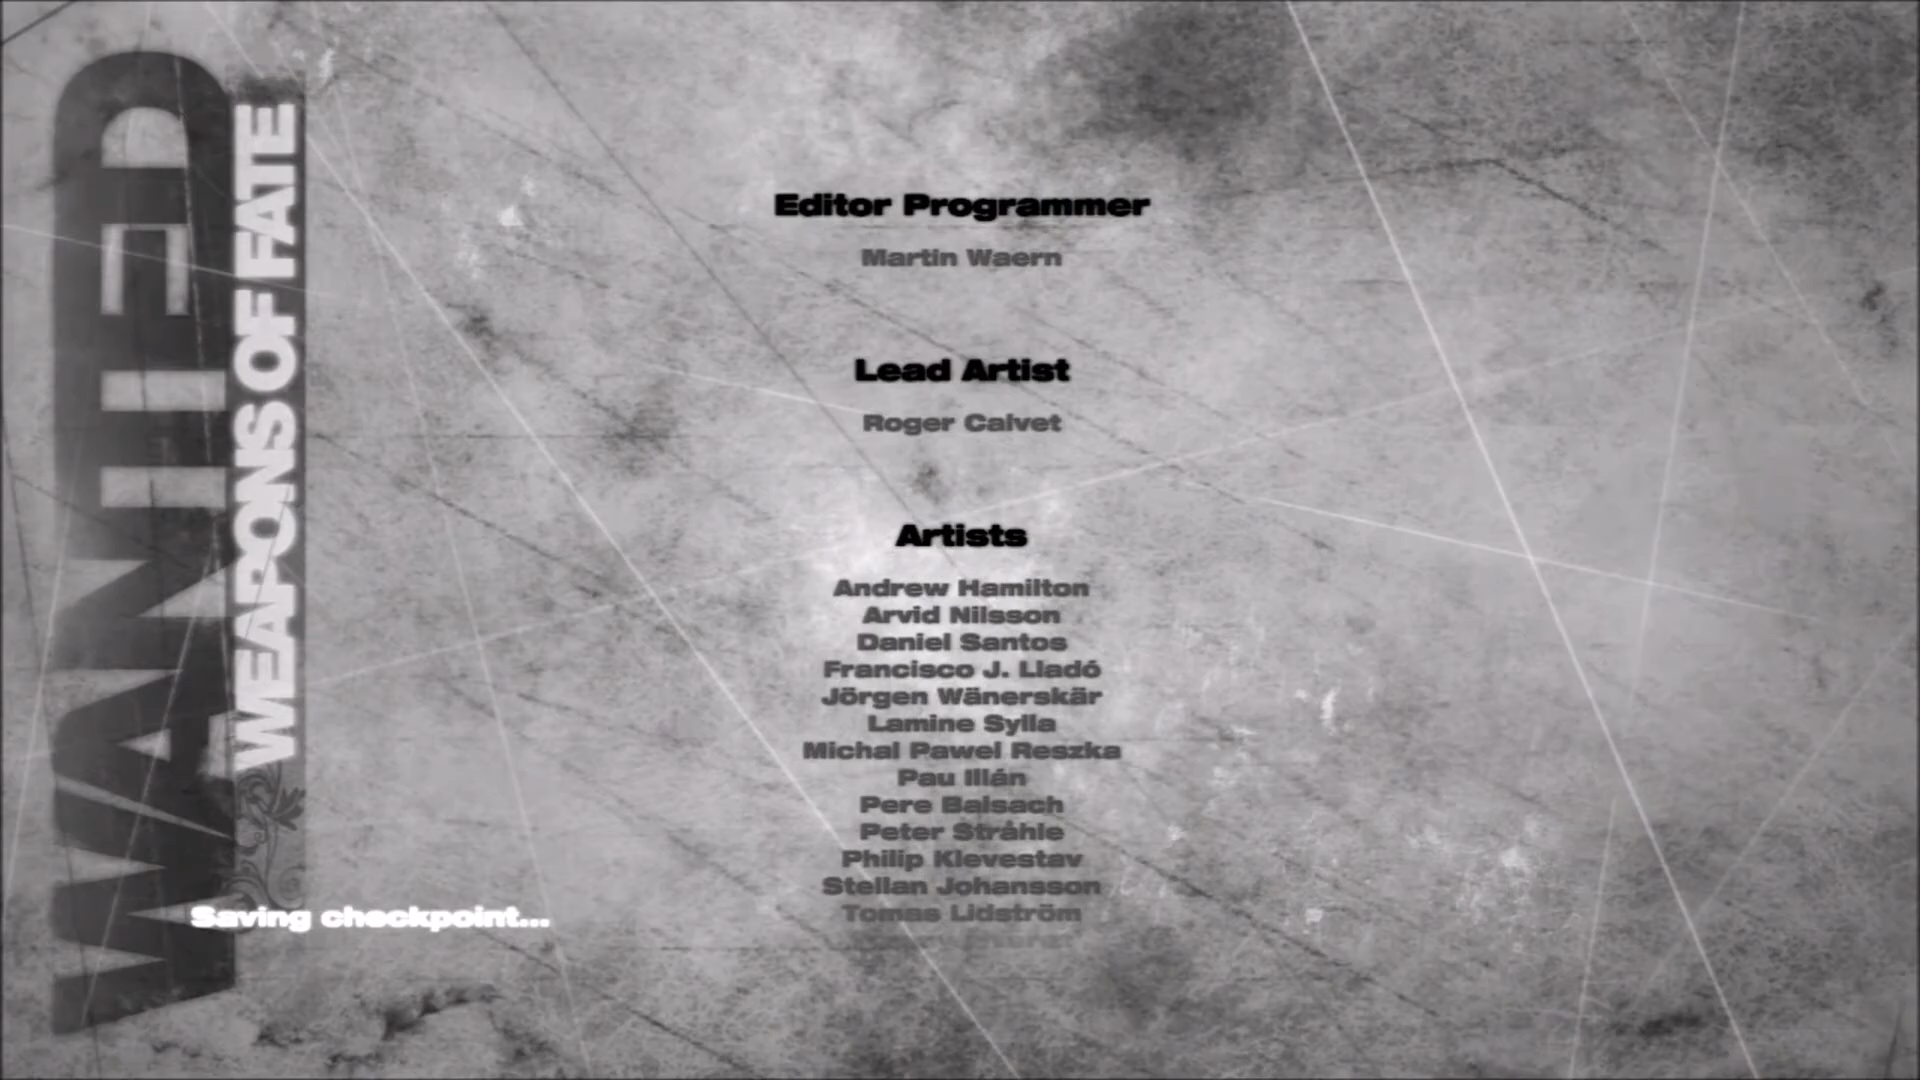 WANTED
WEAPONS OF FATE
Editor Programmer
Martin Waern
Lead Artist
Roger Calvet
Artists
Andrew Hamilton
Arvid Nilsson
Daniel Santos
Francisco J. Lladó
Jörgen Wänerskär
Lamine Sylla
Michal Pawel Reszka
Pau Illán
Pere Balsach
Peter Stråhle
Philip Klevestav
Stellan Johansson
Tomas Lidström
Saving checkpoint...